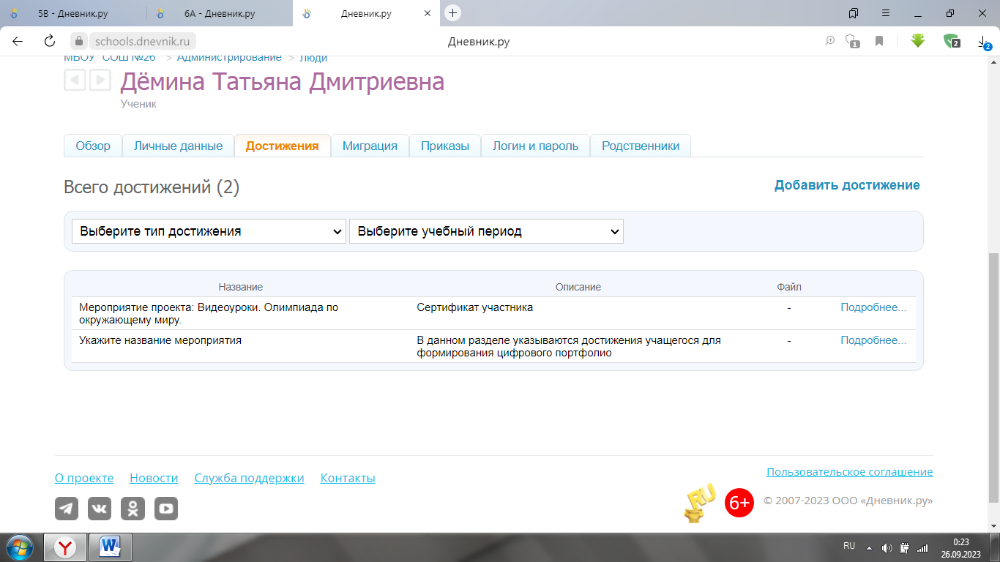 5В - Дневник.ру
6А - Дневник.ру
Дневник.ру
schools.dnevnik.ru
Дневник.ру
1
2
2
МБОУ "СОШ №26" > Администрирование > Люди
Дёмина Татьяна Дмитриевна
Ученик
Обзор
Личные данные
Достижения
Миграция
Приказы
Логин и пароль
Родственники
Всего достижений (2)
Добавить достижение
Выберите тип достижения
Выберите учебный период
Название
Описание
Файл
Мероприятие проекта: Видеоуроки. Олимпиада по
окружающему миру.
Сертификат участника
-
Подробнее...
Укажите название мероприятия
В данном разделе указываются достижения учащегося для
формирования цифрового портфолио
-
Подробнее...
О проекте
Новости
Служба поддержки
Контакты
Пользовательское соглашение
RU
6+
© 2007-2023 ООО «Дневник.ру»
RU
0:23
26.09.2023